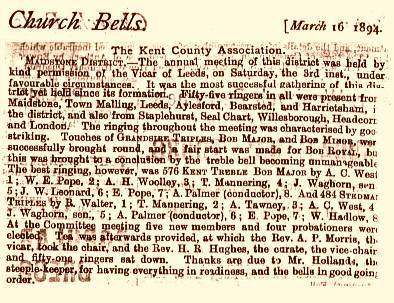 Church Bells. [March 16 1894.
The Kent County Association.
MAIDSTONE DISTRICT.—The annual meeting of this district was held by
kind permission of the Vicar of Leeds, on Saturday, the 3rd inst., under
favourable circumstances. It was the most successful gathering of this dis-
trict yet held since its formation. Fifty-five ringers in all were present from
Maidstone, Town Malling, Leeds, Aylesford, Bearsted, and Harrietsham, i
the district, and also from Staplehurst, Seal Chart, Willesborough, Headcorn
and London. The ringing throughout the meeting was characterised by goo
striking. Touches of GRANDSIRE TRIPLES, BOB MAJOR, and BOB MINOR, wer
successfully brought round, and a fair start was made for BOB ROYAL, bu
this was brought to a conclusion by the treble bell becoming unmanageable
The best ringing, however, was 576 KENT TREBLE BOB MAJOR by A. C. West
1; W. E. Pope, 2; A. H. Woolley, 3; T. Mannering, 4; J. Waghorn, sen
5; J. W. Leonard, 6; E. Pope, 7; A. Palmer (conductor), 8. And 484 STEDMAN
TRIPLES by R. Walter, 1; T. Mannering, 2; A. Tawney, 3; A. C. West, 4
J. Waghorn, sen., 5; A. Palmer (conductor), 6; E. Pope, 7; W. Hadlow, 8
At the Committee meeting five new members and four probationers were
elected. Tea was afterwards provided, at which the Rev. A. P. Morris, th
vicar, took the chair, and the Rev. H. R. Hughes, the curate, the vice-chair
and fifty-one ringers sat down. Thanks are due to Mr. Hollands, th
steeple-keeper, for having everything in readiness, and the bells in good goin
order.